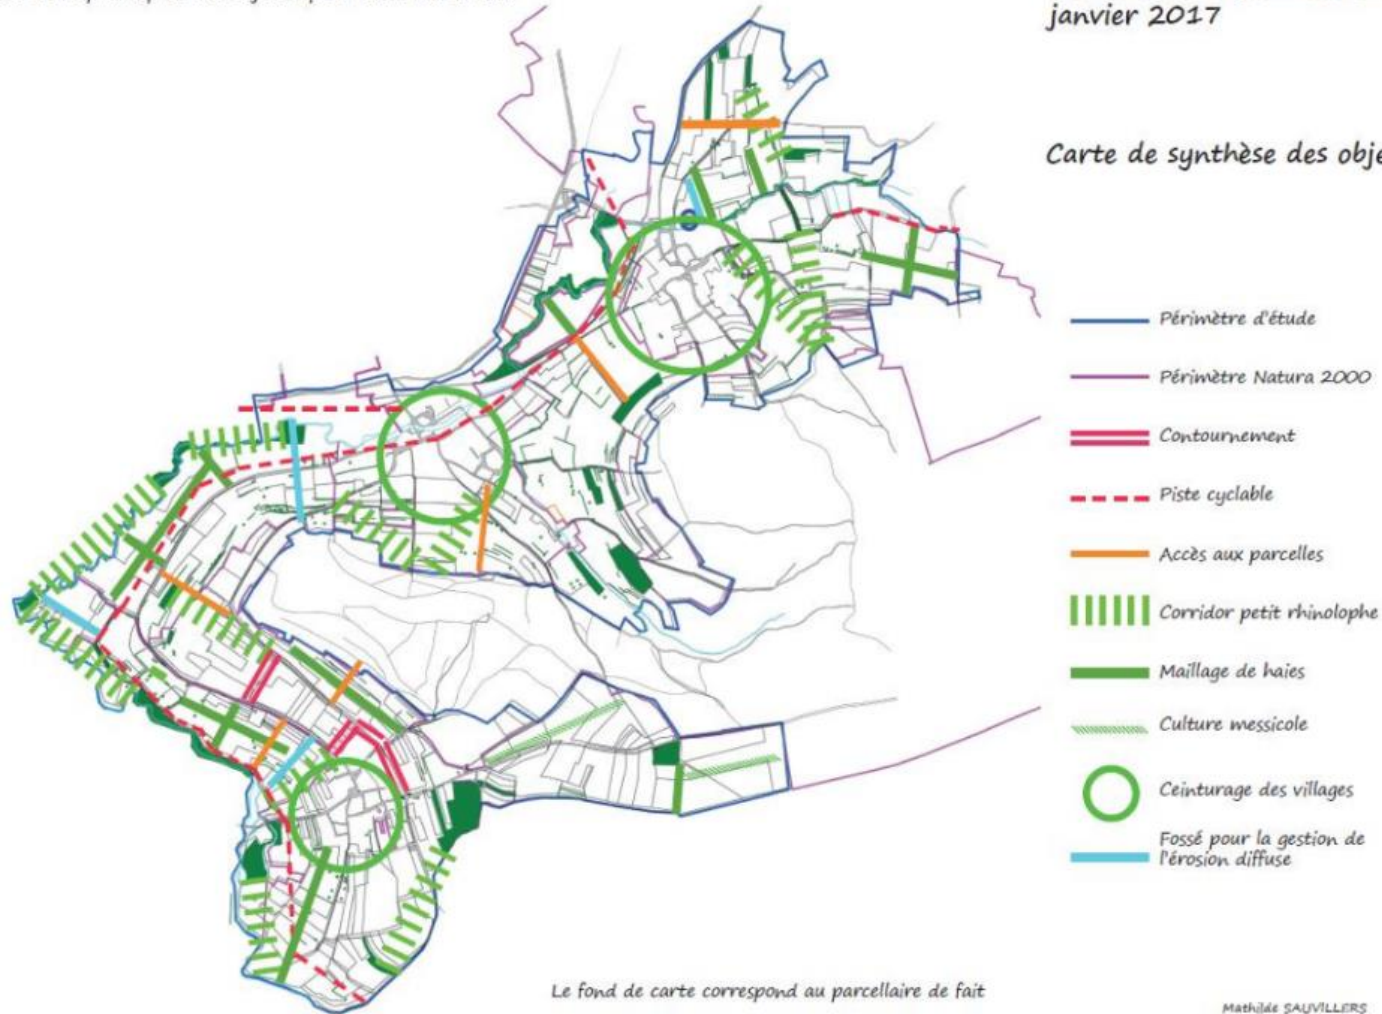 janvier 2017
Carte de synthèse des obje
Périmètre d'étude
Périmètre Natura 2000
Contournement
Piste cyclable
Accès aux parcelles
Corridor petit rhinolophe
Maillage de haies
Culture messicole
Ceinturage des villages
Fossé pour la gestion de
l'érosion diffuse
Le fond de carte correspond au parcellaire de fait
Mathilde SAUVILLERS